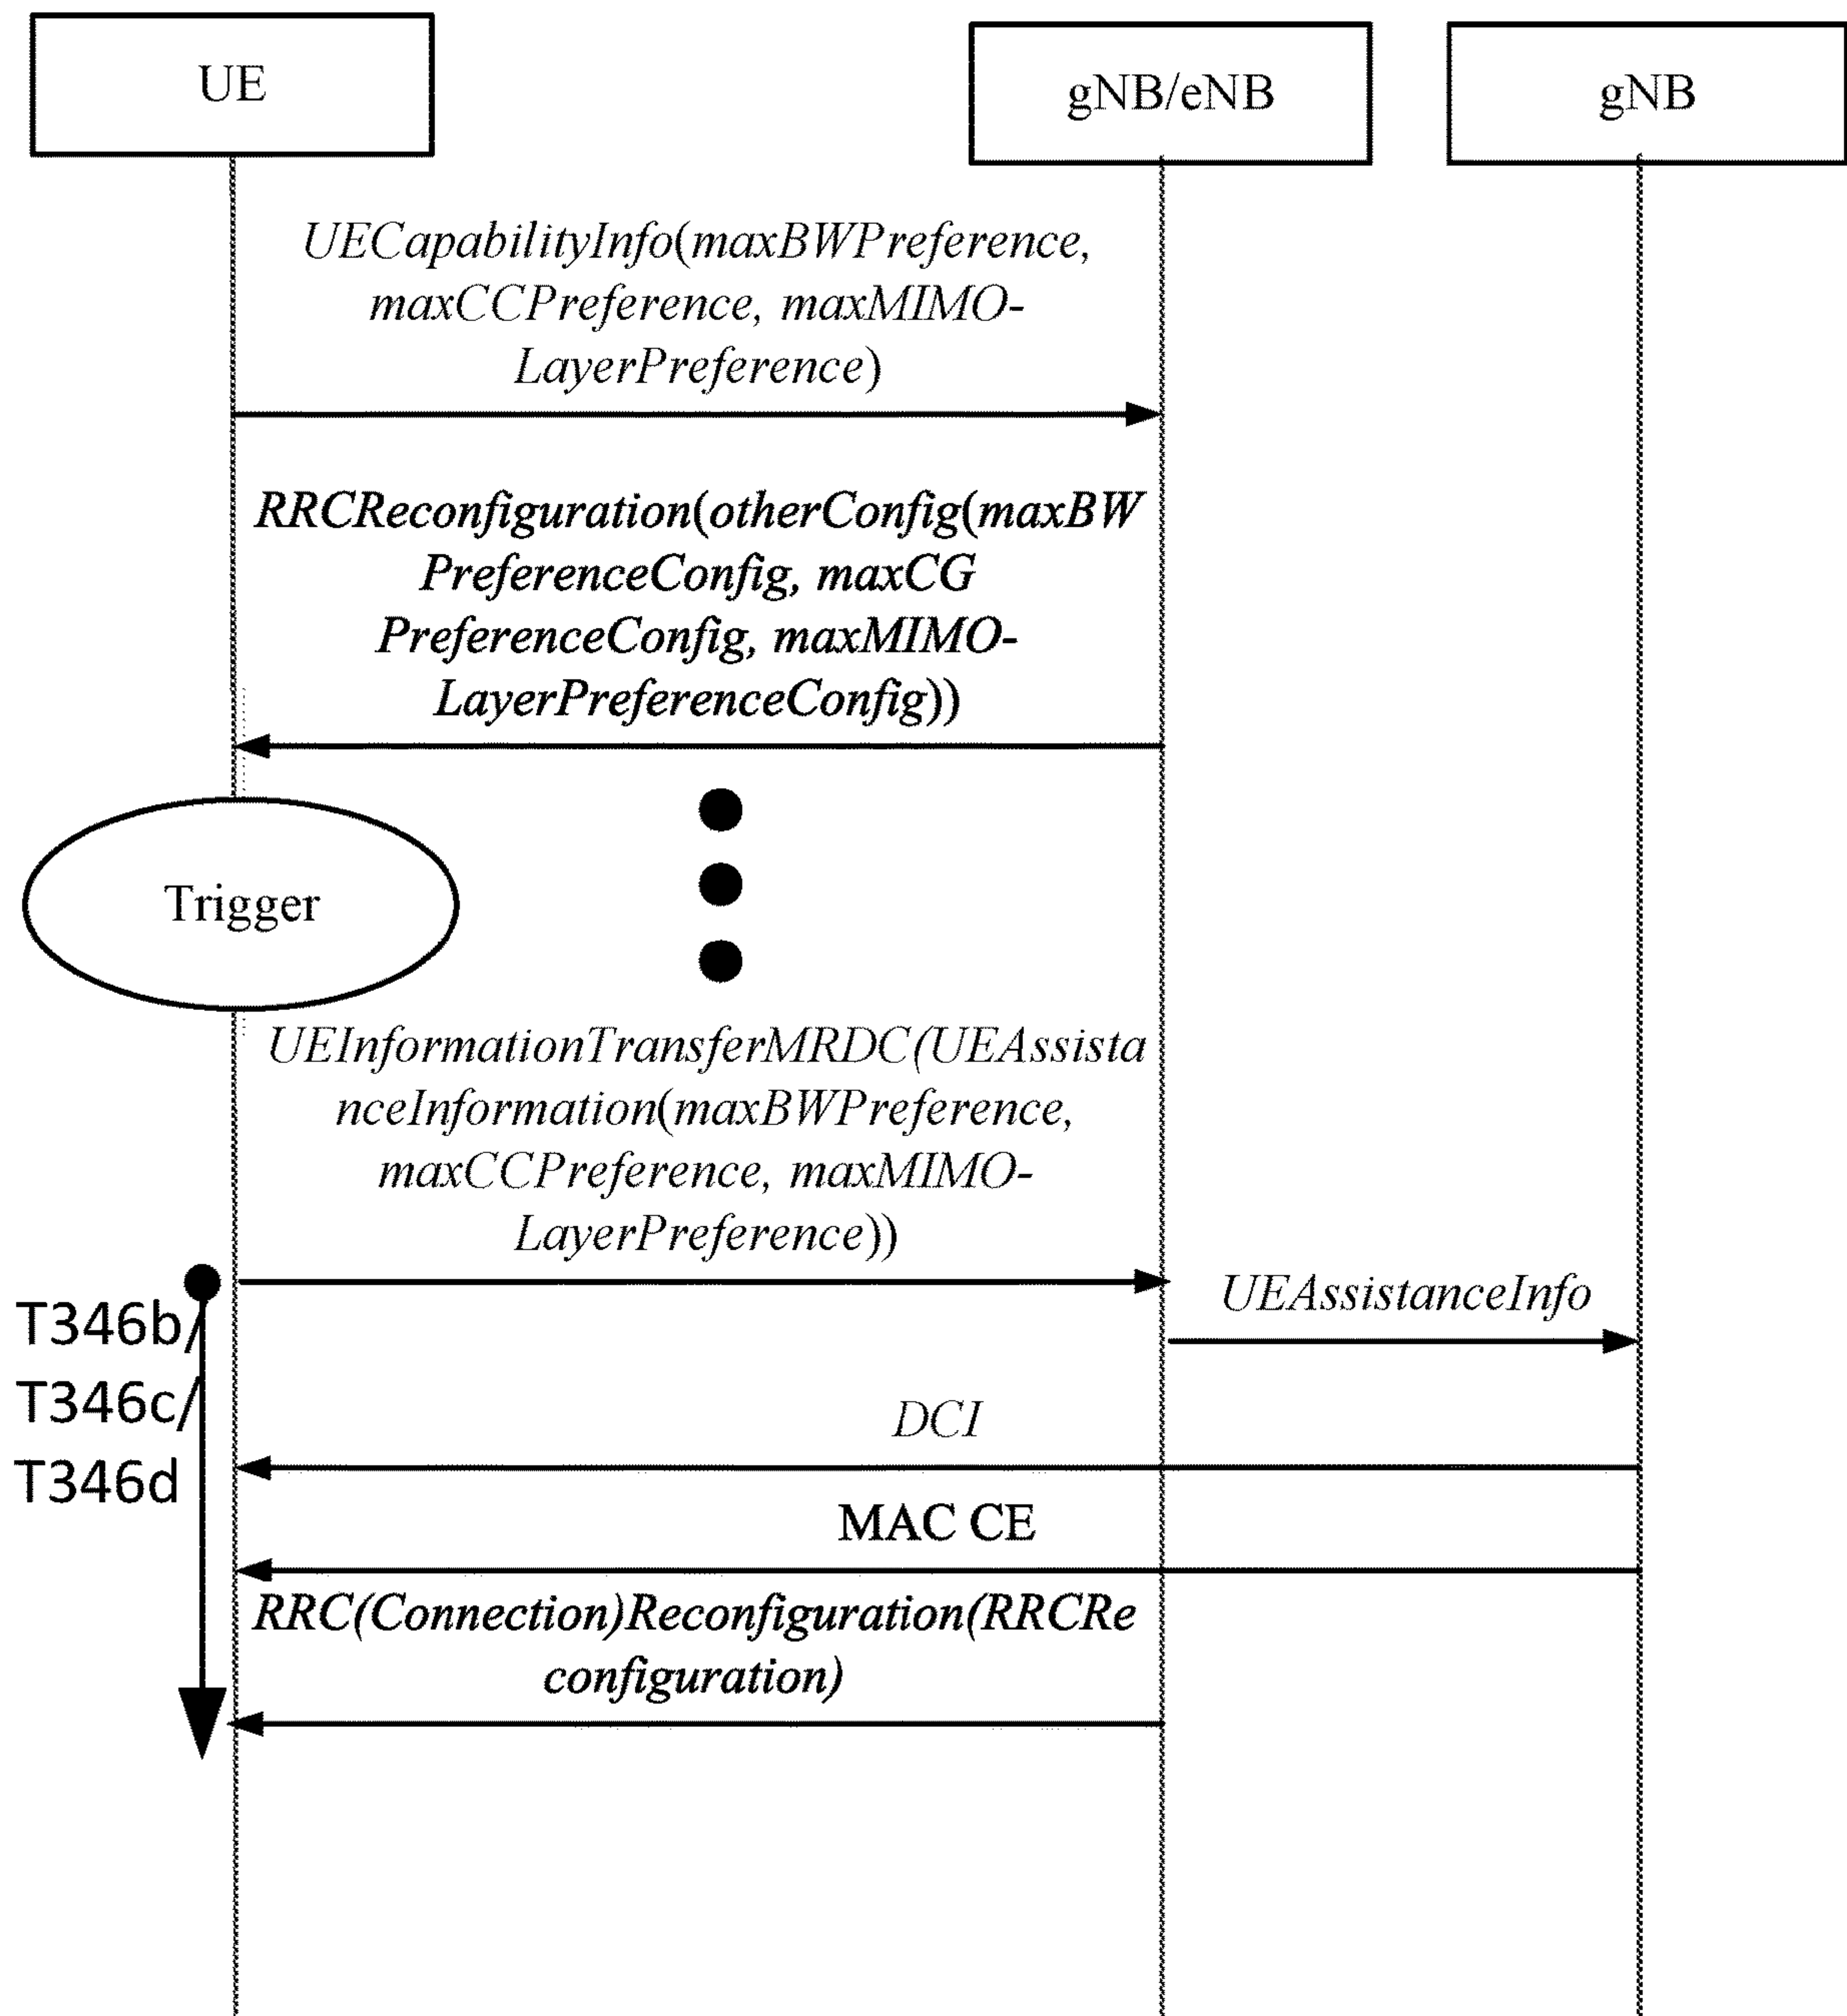 UE
gNB/eNB
gNB
UECapabilityInfo(maxBWPreference,
maxCCPreference, maxMIMO-
LayerPreference)
RRCReconfiguration(otherConfig(maxBW
PreferenceConfig, maxCG
PreferenceConfig, maxMIMO-
LayerPreferenceConfig))
Trigger
UEInformationTransferMRDC(UEAssista
nceInformation(maxBWPreference,
maxCCPreference, maxMIMO-
LayerPreference))
UEAssistanceInfo
T346b/
T346c/
T346d
DCI
MAC CE
RRC(Connection)Reconfiguration(RRCRe
configuration)